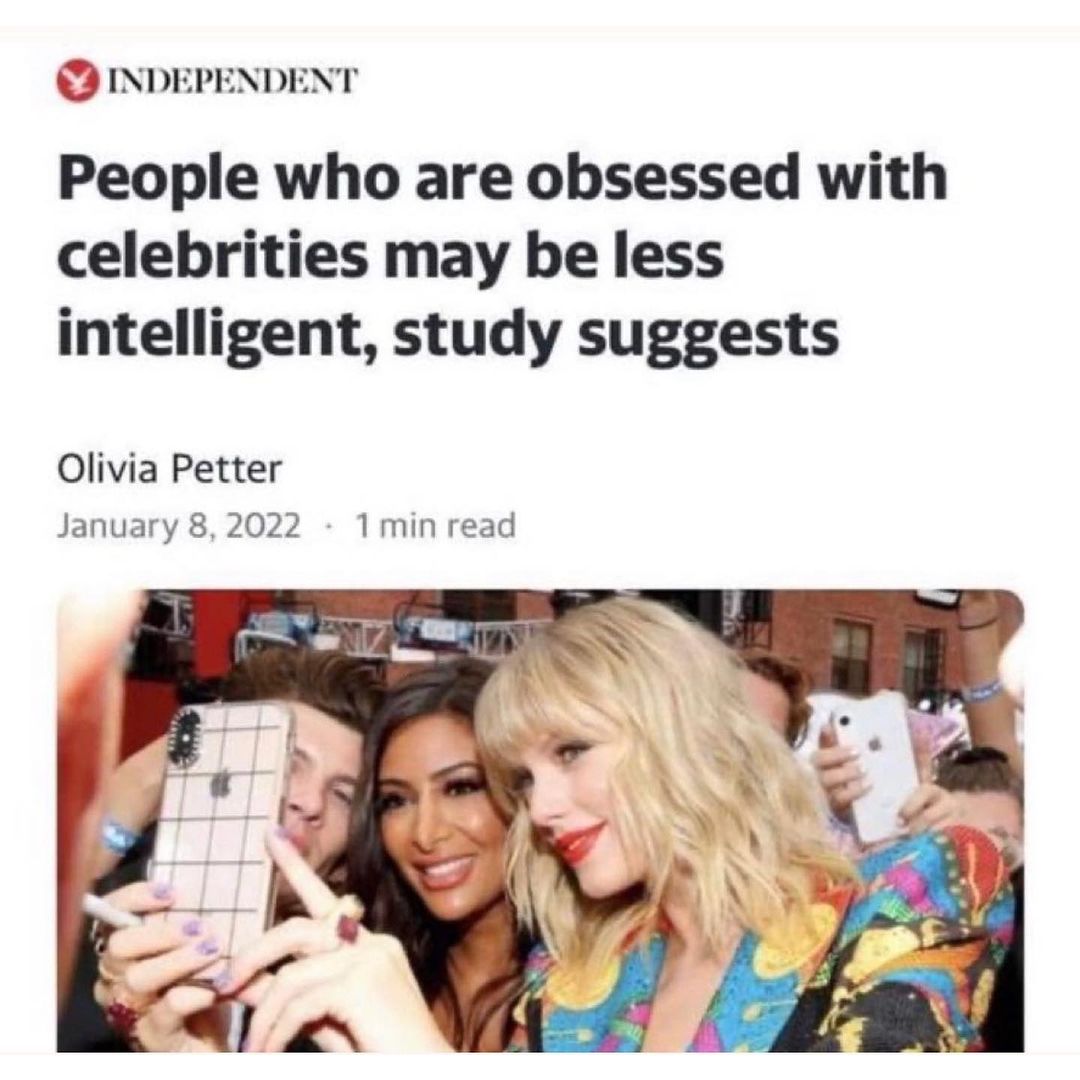 INDEPENDENT
People who are obsessed with
celebrities may be less
intelligent, study suggests
Olivia Petter
January 8, 2022 · 1 min read